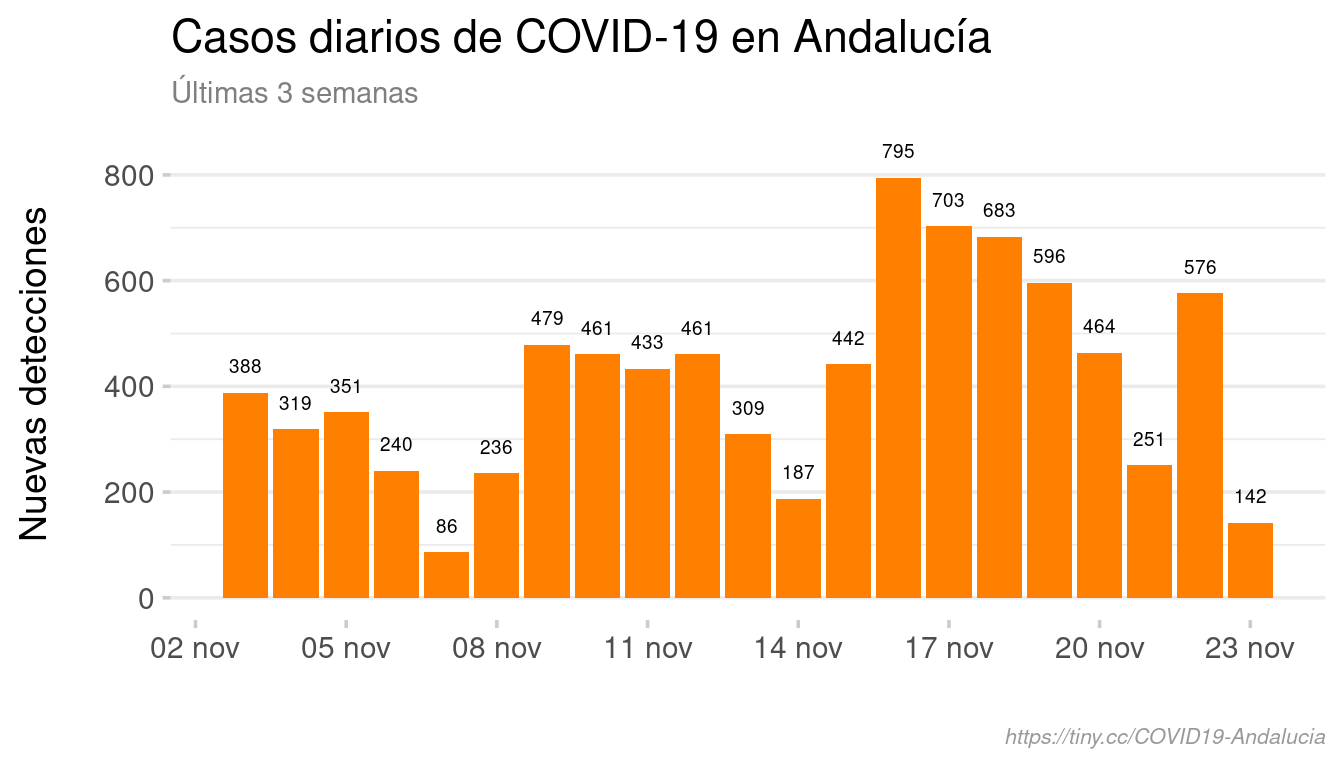 Casos diarios de COVID-19 en Andalucía
Últimas 3 semanas
Nuevas detecciones
800
600
400
200
0
388
319
351
240
86
236
479
461
433
461
309
187
442
795
703
683
596
464
251
576
142
02 nov
05 nov
08 nov
11 nov
14 nov
17 nov
20 nov
23 nov
https://tiny.cc/COVID19-Andalucia